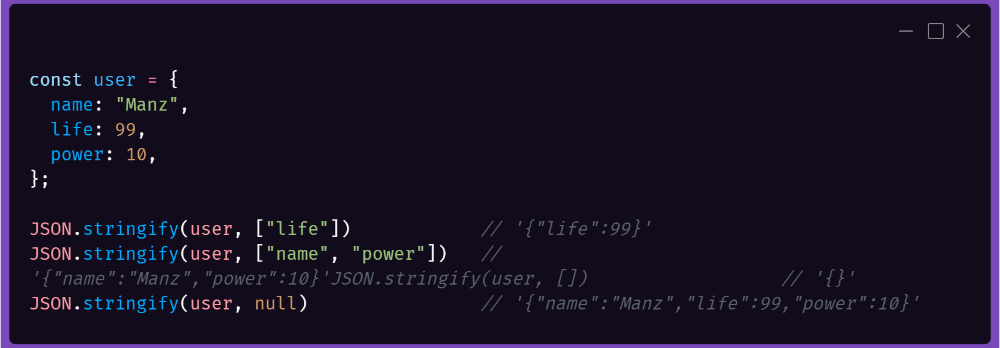 const user = {
  name: "Manz",
  life: 99,
  power: 10,
};

JSON.stringify(user, ["life"])            // '{"life":99}'
JSON.stringify(user, ["name", "power"])   //
'{"name":"Manz","power":10}'JSON.stringify(user, [])                  // '{}'
JSON.stringify(user, null)                // '{"name":"Manz","life":99,"power":10}'